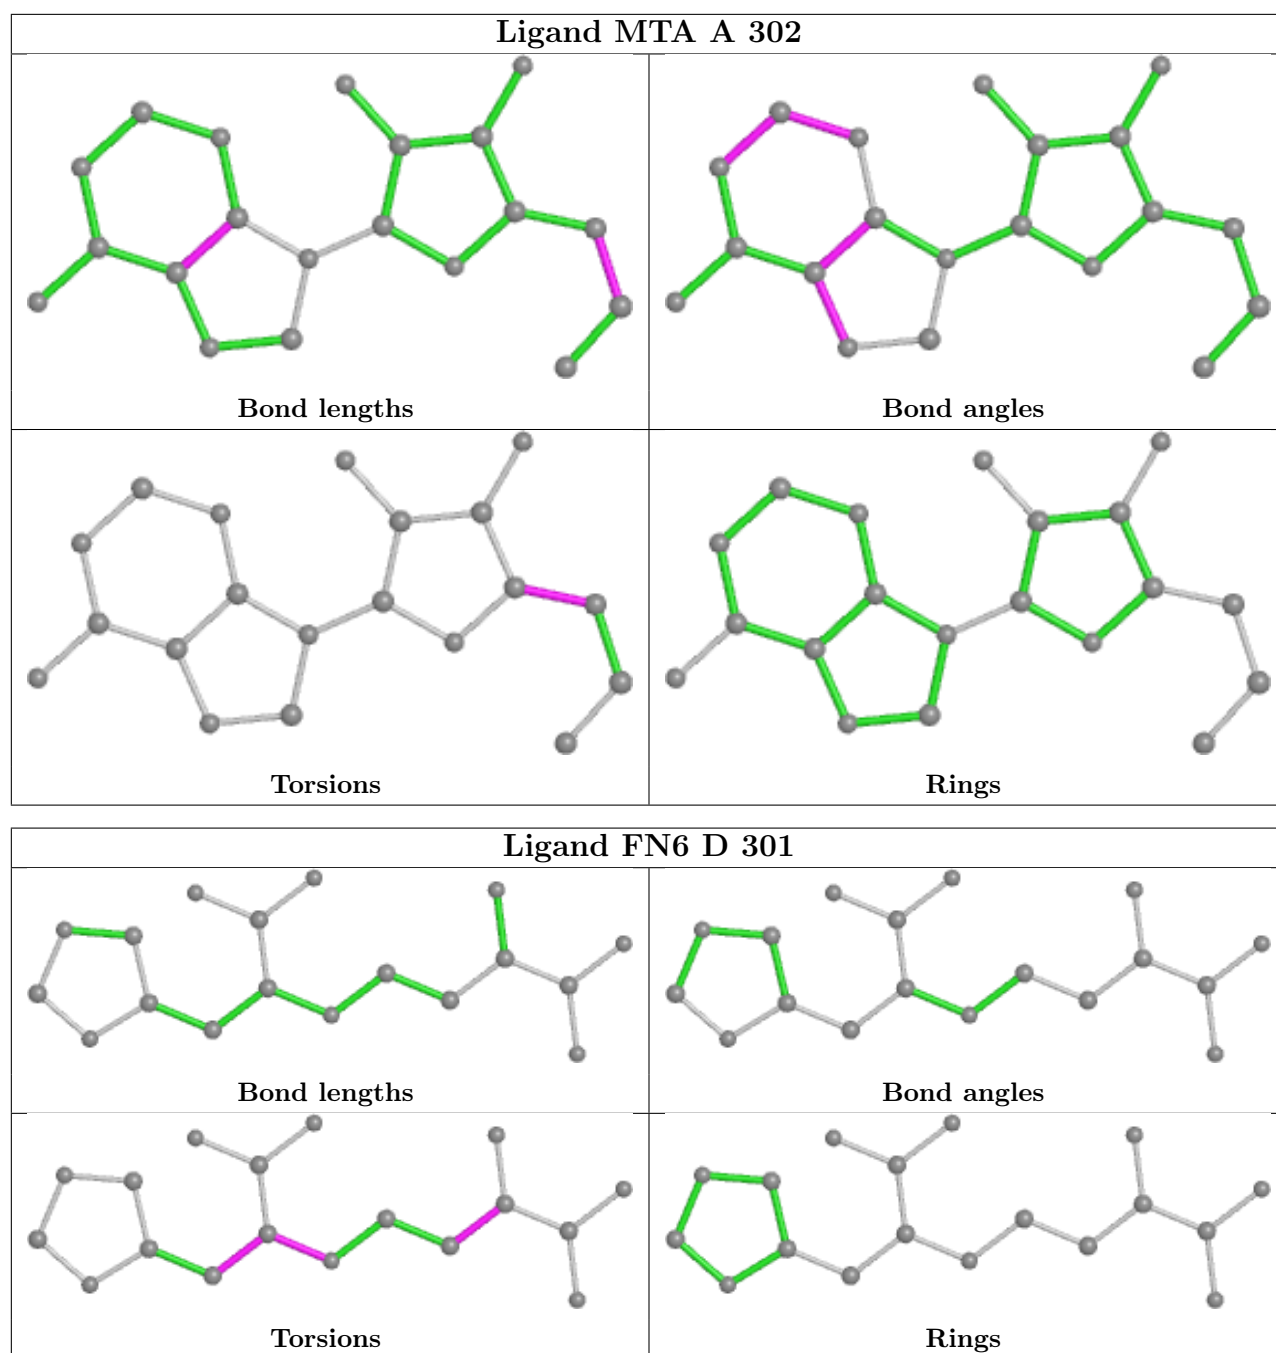 Ligand MTA A 302
Bond lengths
Bond angles
Torsions
Rings
Ligand FN6 D 301
Bond lengths
Bond angles
Torsions
Rings